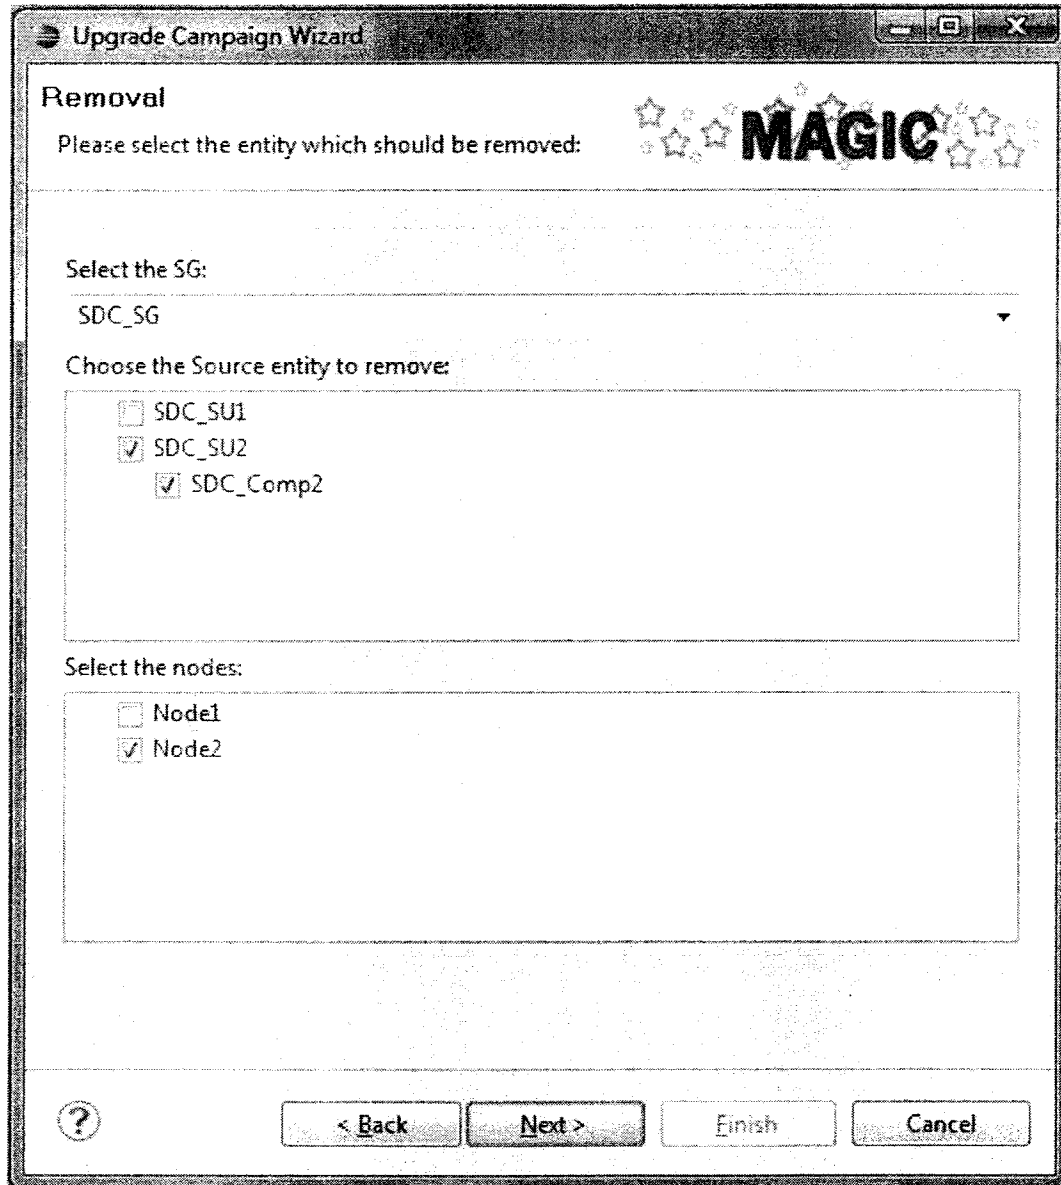 Upgrade Campaign Wizard
Removal
Please select the entity which should be removed:
MAGIC
Select the SG:
SDC_SG
Choose the Source entity to remove:
SDC_SU1
SDC_SU2
SDC_Comp2
Select the nodes:
Node1
Node2
?
< Back
Next >
Finish
Cancel